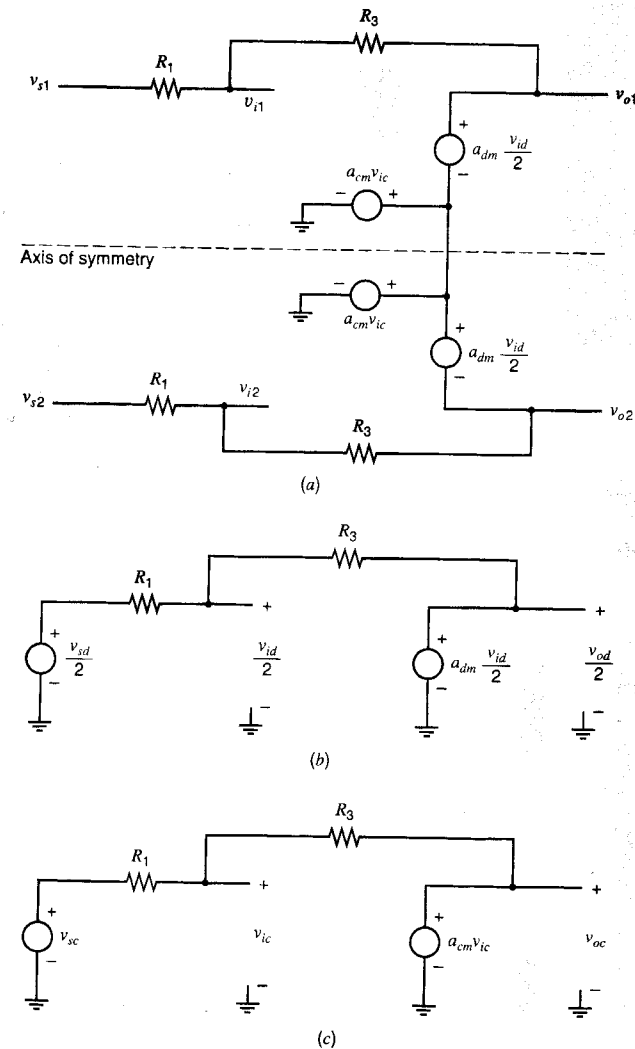 R3
R1
vs1
vi1
vo1
+
adm vid/2
−
acmvic
− +
Axis of symmetry
− +
acmvic
+
adm vid/2
−
R1
vs2
vi2
vo2
R3
(a)
R3
R1
+ + + +
vsd/2
vid/2
adm vid/2
vod/2
− − − −
(b)
R3
R1
+ + + +
vsc
vic
acmvic
voc
− − − −
(c)